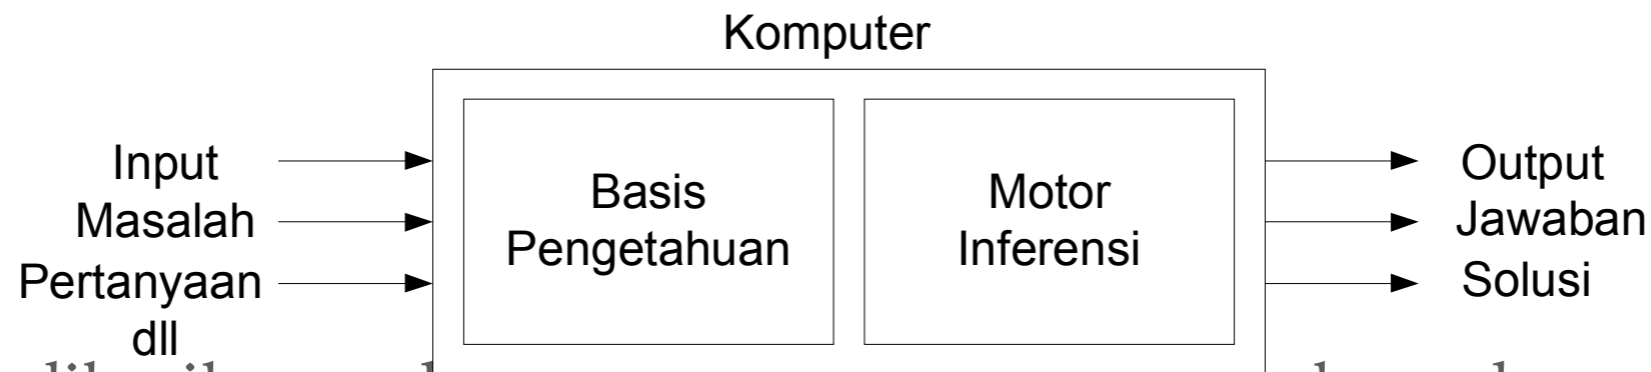 Komputer
Input
Masalah
Pertanyaan
dll
Basis
Pengetahuan
Motor
Inferensi
Output
Jawaban
Solusi